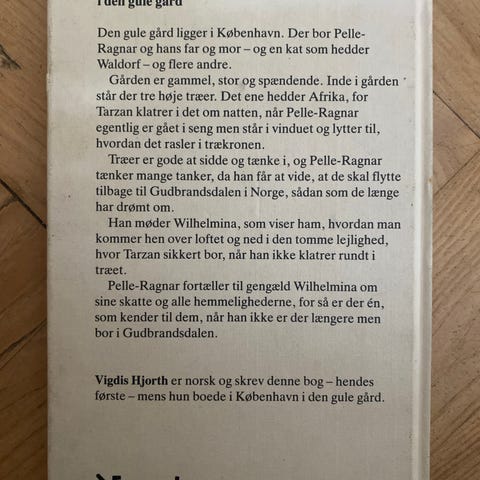 I den gule gård
Den gule gård ligger i København. Der bor Pelle-
Ragnar og hans far og mor – og en kat som hedder
Waldorf – og flere andre.
Gården er gammel, stor og spændende. Inde i gården
står der tre høje træer. Det ene hedder Afrika, for
Tarzan klatrer i det om natten, når Pelle-Ragnar
egentlig er gået i seng men står i vinduet og lytter til,
hvordan det rasler i trækronen.
Træer er gode at sidde og tænke i, og Pelle-Ragnar
tænker mange tanker, da han får at vide, at de skal flytte
tilbage til Gudbrandsdalen i Norge, sådan som de længe
har drømt om.
Han møder Wilhelmina, som viser ham, hvordan man
kommer hen over loftet og ned i den tomme lejlighed,
hvor Tarzan sikkert bor, når han ikke klatrer rundt i
træet.
Pelle-Ragnar fortæller til gengæld Wilhelmina om
sine skatte og alle hemmelighederne, for så er der én,
som kender til dem, når han ikke er der længere men
bor i Gudbrandsdalen.
Vigdis Hjorth er norsk og skrev denne bog – hendes
første – mens hun boede i København i den gule gård.